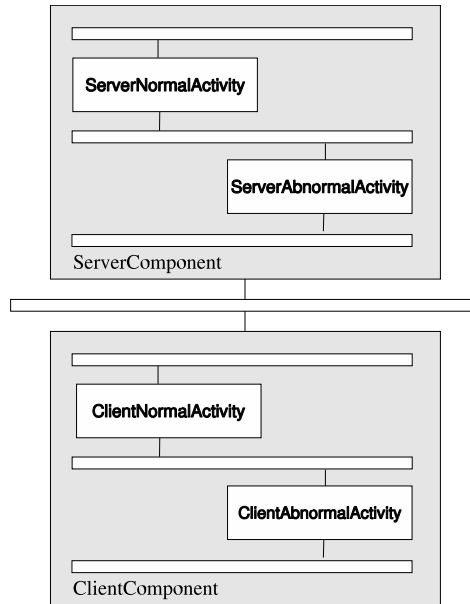 ServerNormalActivity
ServerAbnormalActivity
ServerComponent
ClientNormalActivity
ClientAbnormalActivity
ClientComponent